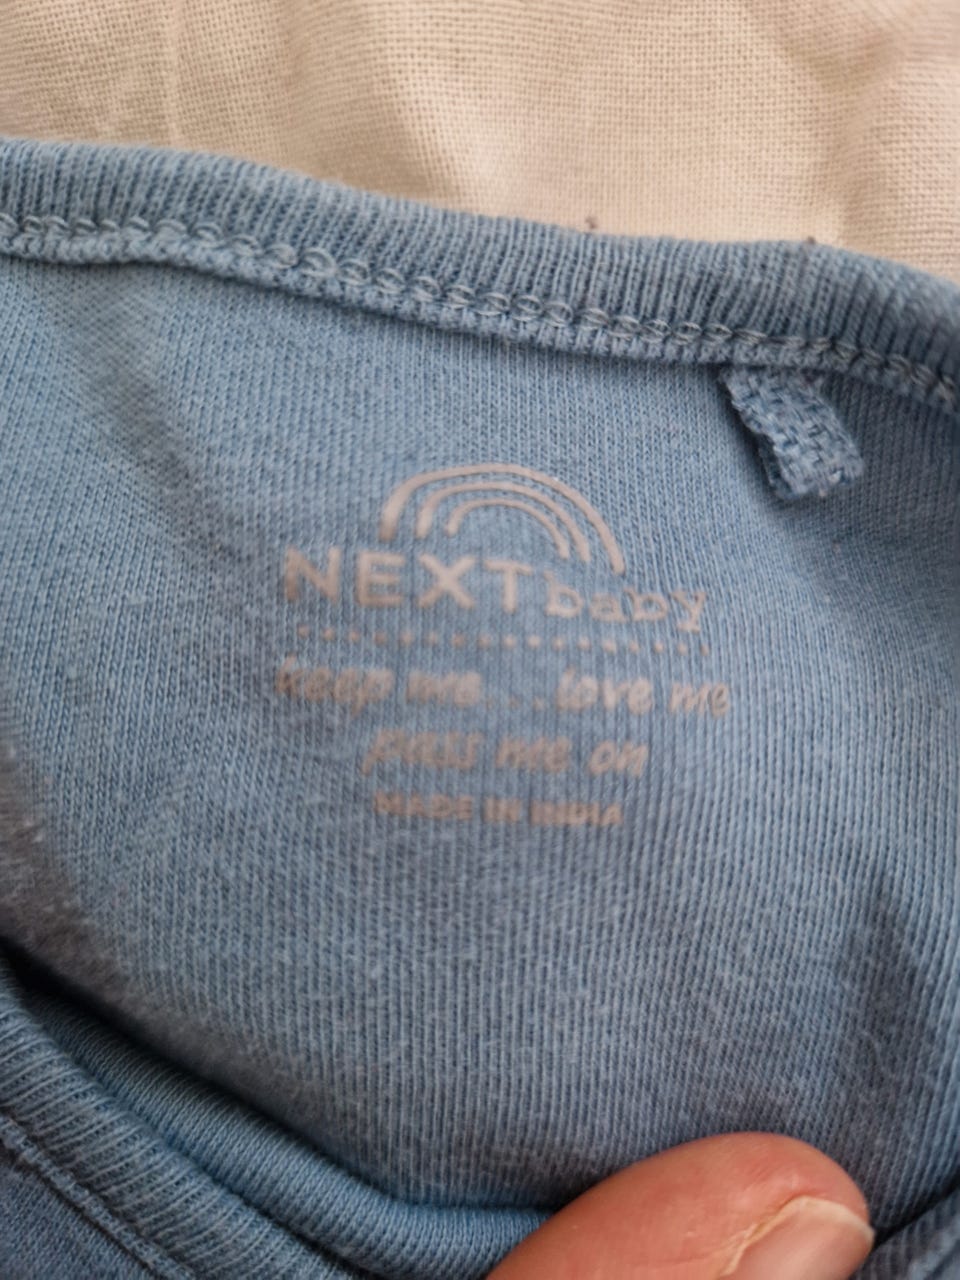 NEXTbaby
keep me...love me
pass me on
MADE IN INDIA